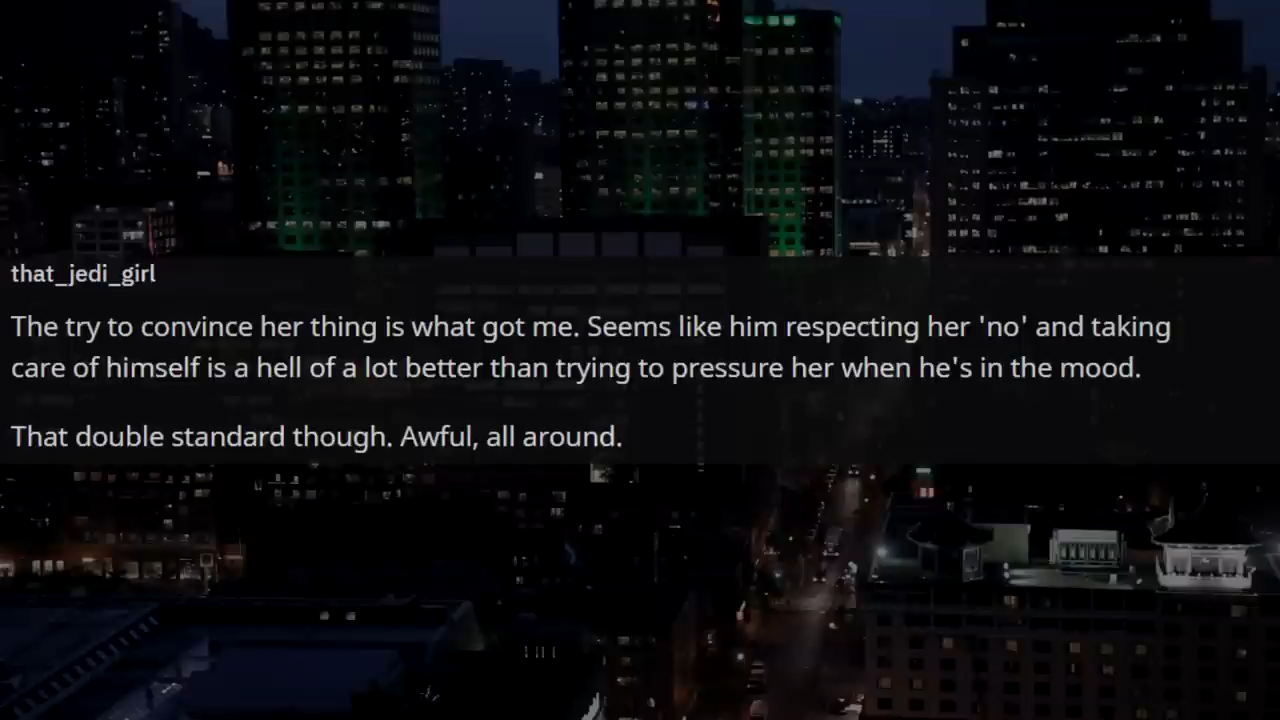 that_jedi_girl
The try to convince her thing is what got me. Seems like him respecting her 'no' and taking
care of himself is a hell of a lot better than trying to pressure her when he's in the mood.
That double standard though. Awful, all around.